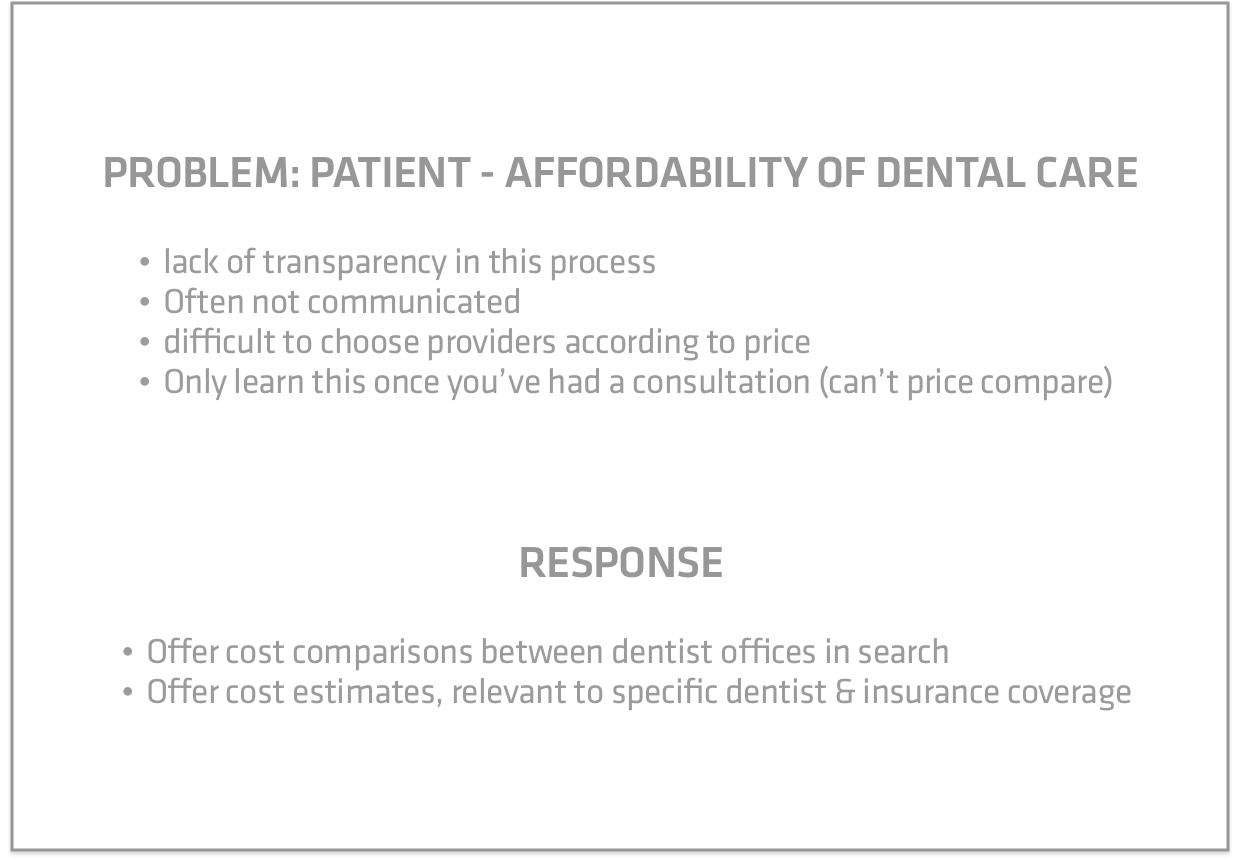 PROBLEM: PATIENT - AFFORDABILITY OF DENTAL CARE
• lack of transparency in this process
• Often not communicated
• difficult to choose providers according to price
• Only learn this once you’ve had a consultation (can’t price compare)
RESPONSE
• Offer cost comparisons between dentist offices in search
• Offer cost estimates, relevant to specific dentist & insurance coverage